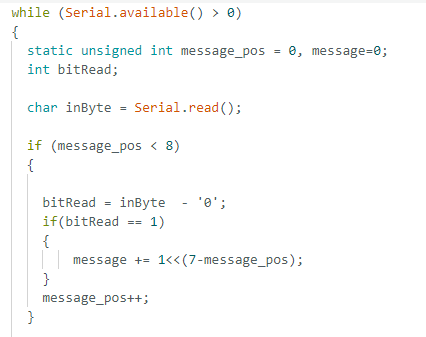 while (Serial.available() > 0)
{
static unsigned int message_pos = 0, message=0;
int bitRead;
char inByte = Serial.read();
if (message_pos < 8)
{
bitRead = inByte  - '0';
if(bitRead == 1)
{
message += 1<<(7-message_pos);
}
message_pos++;
}